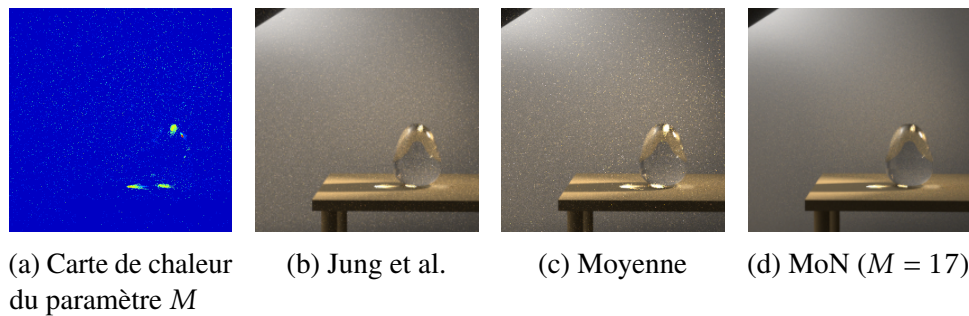 (a) Carte de chaleur
du paramètre M
(b) Jung et al.
(c) Moyenne
(d) MoN (M = 17)